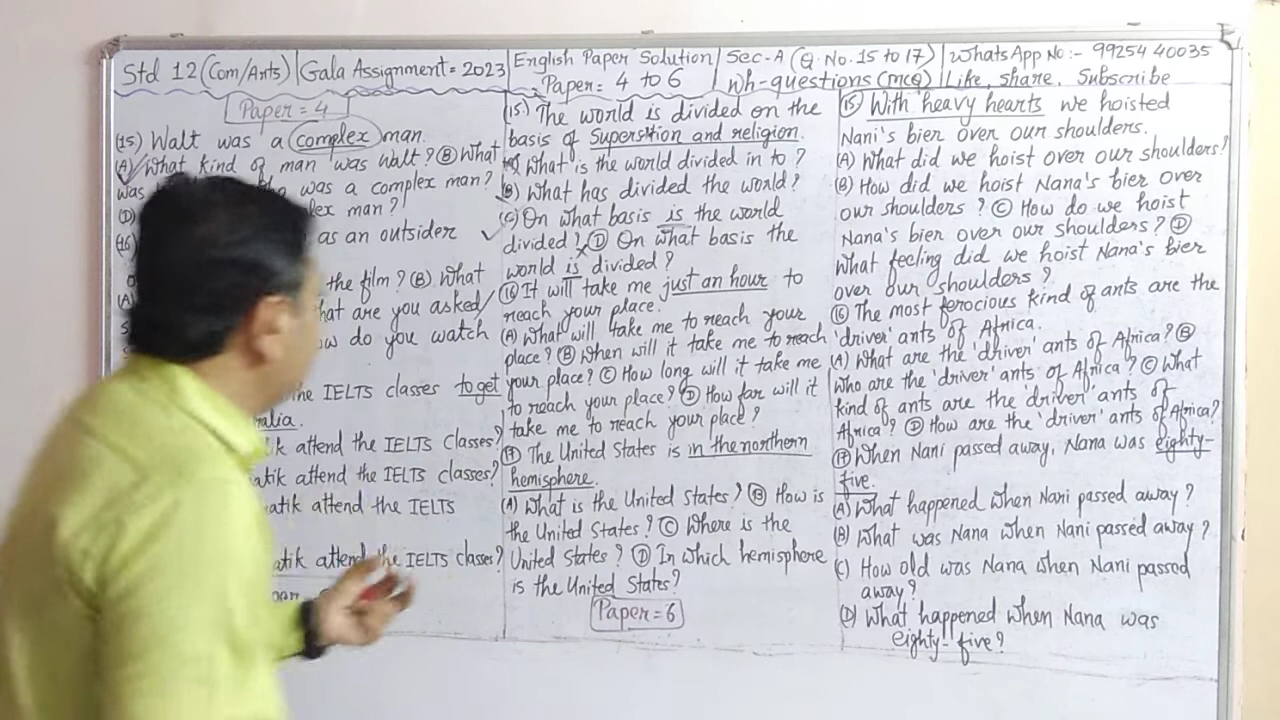 Std 12 (Com/Arts) | Gala Assignment = 2023
English Paper Solution
Paper = 4 to 6
Sec-A (Q. No. 15 to 17)
Wh-questions (MCQ)
WhatsApp No :- 99254 40035
Like, Share, Subscribe
Paper = 4
(15) Walt was a complex man.
(A) What kind of man was Walt? (B) What
was a complex man?
(D) man?
(16) as an outsider
the film? (B) What
(A) are you asked
do you watch
the IELTS classes to get
attend the IELTS classes?
attend the IELTS classes?
attend the IELTS
attend the IELTS classes?
(15) The world is divided on the
basis of Superstition and religion.
What is the world divided in to?
(B) What has divided the world?
(C) On what basis is the world
divided? (D) On what basis the
world is divided?
(16) It will take me just an hour to
reach your place.
(A) What will take me to reach your
place? (B) When will it take me to reach
your place? (C) How long will it take me
to reach your place? (D) How far will it
take me to reach your place?
(17) The United States is in the northern
hemisphere.
(A) What is the United States? (B) How is
the United States? (C) Where is the
United States? (D) In which hemisphere
is the United States?
Paper = 6
(15) With heavy hearts we hoisted
Nani's bier over our shoulders.
(A) What did we hoist over our shoulders?
(B) How did we hoist Nana's bier over
our shoulders? (C) How do we hoist
Nana's bier over our shoulders? (D)
What feeling did we hoist Nana's bier
over our shoulders?
(16) The most ferocious kind of ants are the
'driver' ants of Africa.
(A) What are the 'driver' ants of Africa? (B)
Who are the 'driver' ants of Africa? (C) What
kind of ants are the 'driver' ants of
Africa? (D) How are the 'driver' ants of Africa?
(17) When Nani passed away, Nana was eighty-
five.
(A) What happened when Nani passed away?
(B) What was Nana when Nani passed away?
(C) How old was Nana when Nani passed
away?
(D) What happened when Nana was
eighty-five?